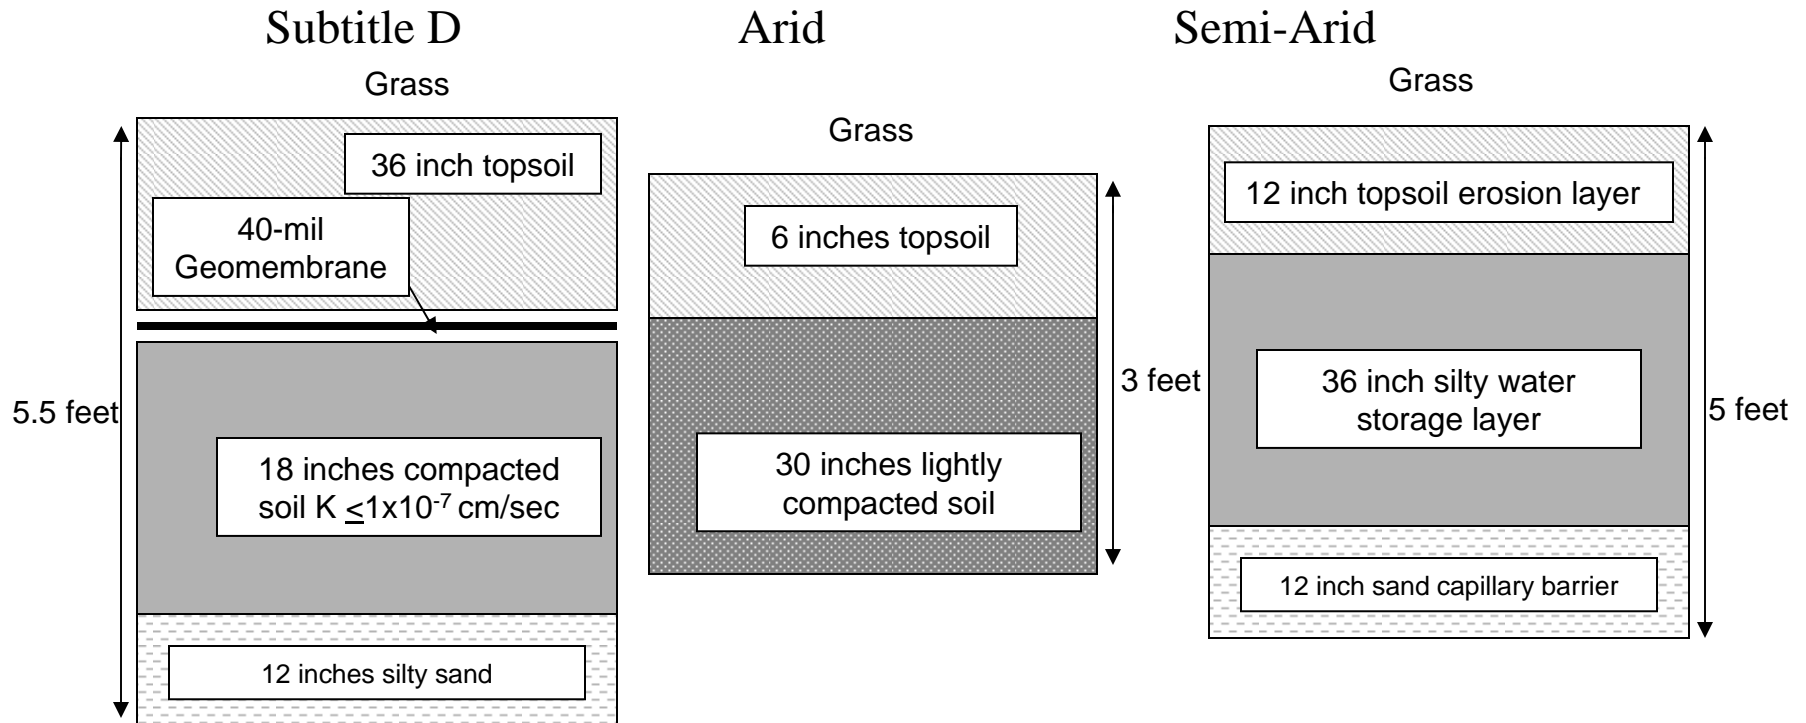 Subtitle D
Arid
Semi-Arid
Grass
36 inch topsoil
40-mil
Geomembrane
5.5 feet
18 inches compacted
soil K ≤1x10⁻⁷ cm/sec
12 inches silty sand
Grass
6 inches topsoil
3 feet
30 inches lightly
compacted soil
Grass
12 inch topsoil erosion layer
36 inch silty water
storage layer
5 feet
12 inch sand capillary barrier